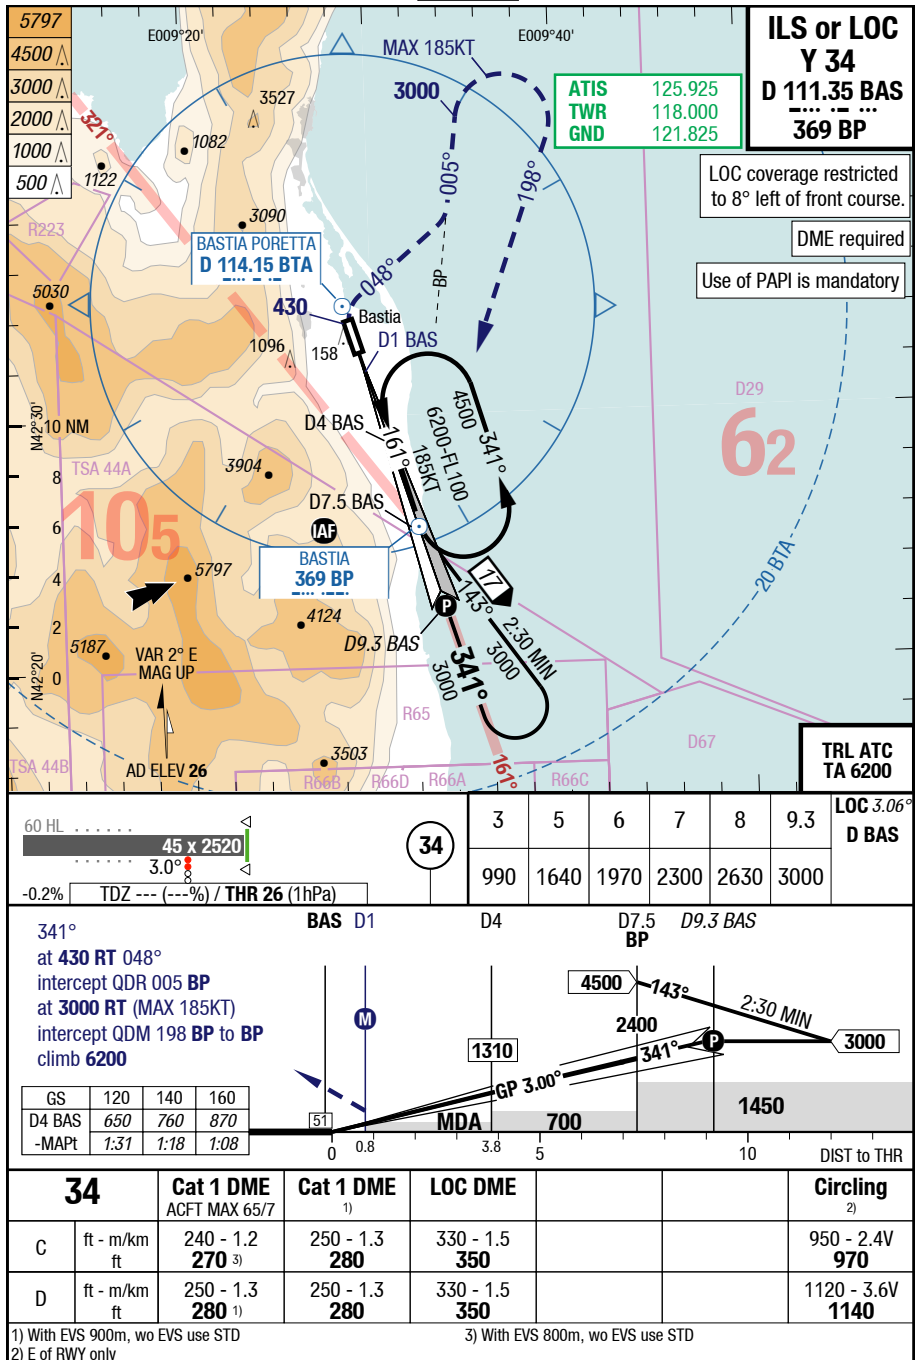 5797
4500
3000
2000
1000
500
E009°20'
E009°40'
MAX 185KT
3000
ATIS 125.925
TWR 118.000
GND 121.825
ILS or LOC
Y 34
D 111.35 BAS
369 BP
LOC coverage restricted
to 8° left of front course.
DME required
Use of PAPI is mandatory
321°
3527
1082
1122
3090
R223
BASTIA PORETTA
D 114.15 BTA
005°
198°
048°
BP
5030
430
Bastia
D1 BAS
1096
158
D29
62
N42°30'
10 NM
8
6
4
2
0
N42°20'
D4 BAS
161°
4500
341°
6200-FL100
185KT
TSA 44A
3904
105
D7.5 BAS
IAF
BASTIA
369 BP
20 BTA
5797
17
P
143°
2:30 MIN
3000
4124
D9.3 BAS
341°
3000
5187
VAR 2° E
MAG UP
R65
D67
3503
161°
TSA 44B
AD ELEV 26
R66B
R66D
R66A
R66C
TRL ATC
TA 6200
60 HL
45 x 2520
3.0°
-0.2%
TDZ --- (---%) / THR 26 (1hPa)
34
3 5 6 7 8 9.3
LOC 3.06°
D BAS
990 1640 1970 2300 2630 3000
341°
at 430 RT 048°
intercept QDR 005 BP
at 3000 RT (MAX 185KT)
intercept QDM 198 BP to BP
climb 6200
BAS D1 D4 D7.5 D9.3 BAS
BP
4500
143°
2:30 MIN
M
2400
P
3000
1310
341°
GP 3.00°
51
MDA
700
1450
0 0.8 3.8 5 10 DIST to THR
GS 120 140 160
D4 BAS 650 760 870
-MAPt 1:31 1:18 1:08
34 Cat 1 DME Cat 1 DME LOC DME Circling
ACFT MAX 65/7 1) 2)
C ft - m/km 240 - 1.2 250 - 1.3 330 - 1.5 950 - 2.4V
ft 270 3) 280 350 970
D ft - m/km 250 - 1.3 250 - 1.3 330 - 1.5 1120 - 3.6V
ft 280 1) 280 350 1140
1) With EVS 900m, wo EVS use STD 3) With EVS 800m, wo EVS use STD
2) E of RWY only